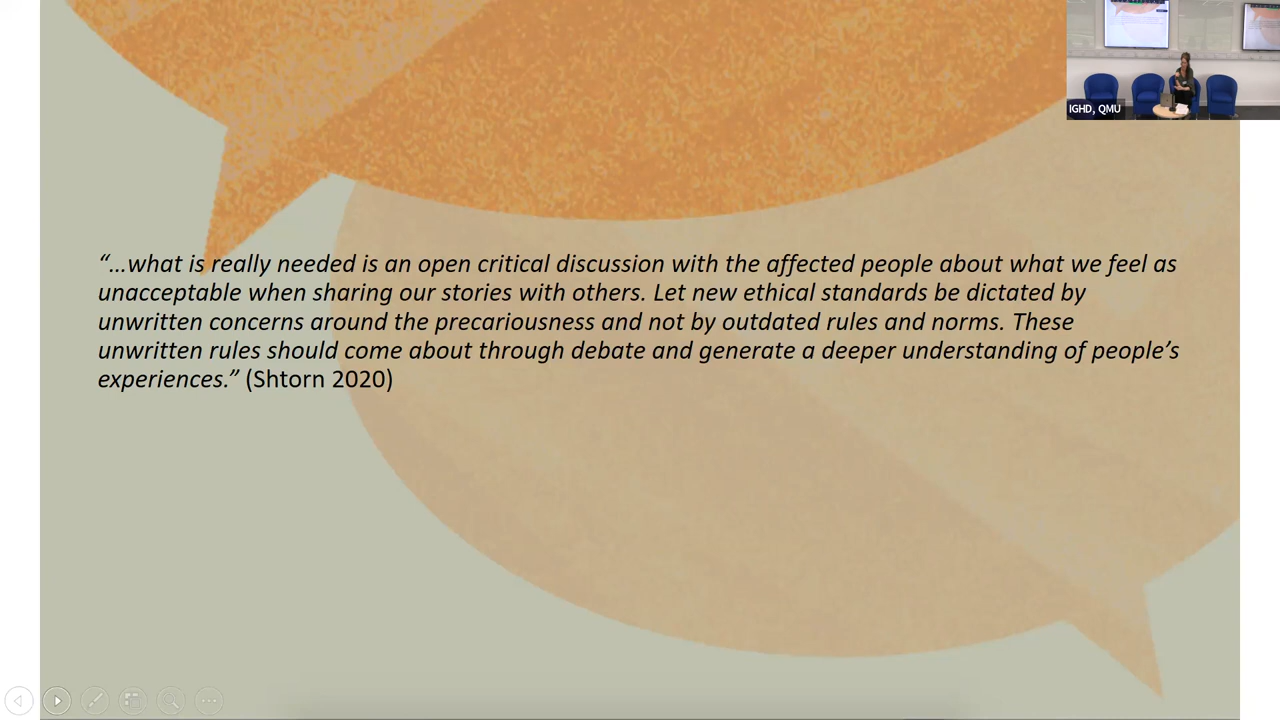 IGHD, QMU
“...what is really needed is an open critical discussion with the affected people about what we feel as
unacceptable when sharing our stories with others. Let new ethical standards be dictated by
unwritten concerns around the precariousness and not by outdated rules and norms. These
unwritten rules should come about through debate and generate a deeper understanding of people’s
experiences.” (Shtorn 2020)